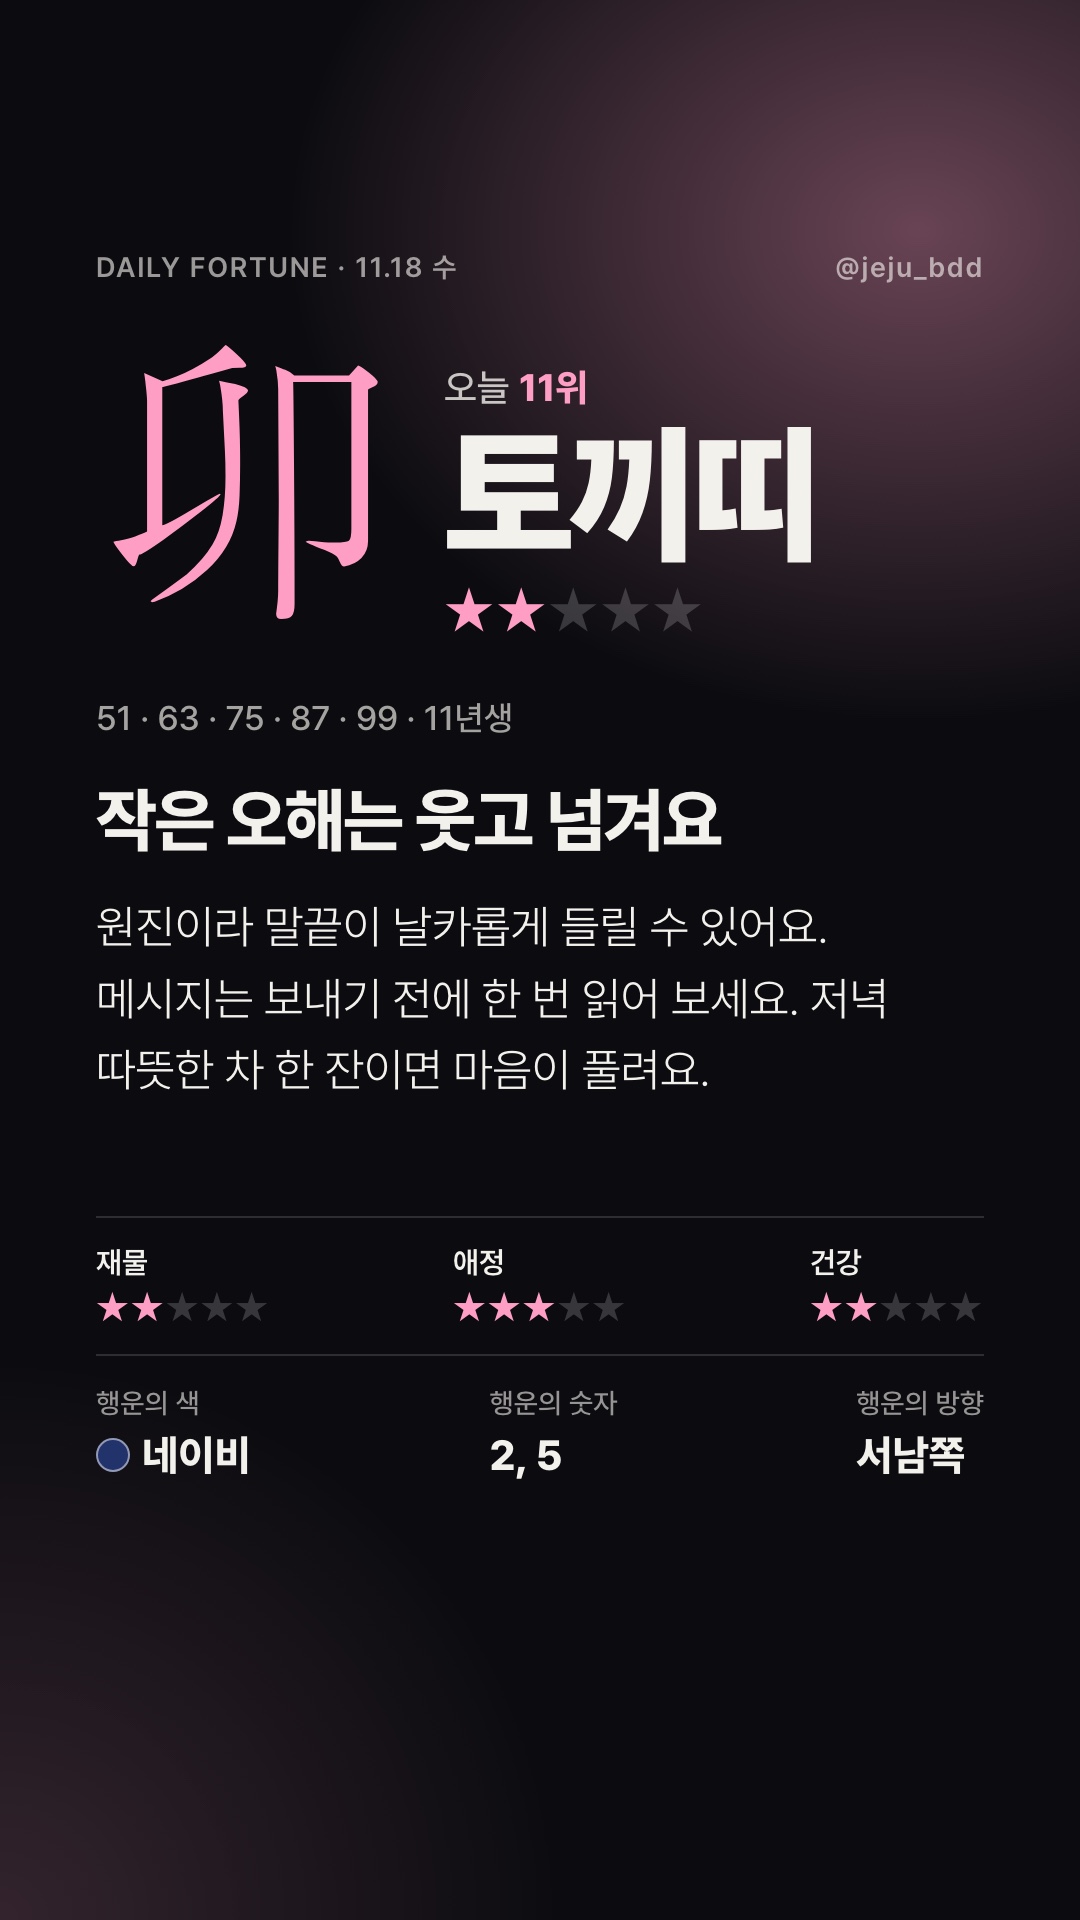 DAILY FORTUNE · 11.18 수
@jeju_bdd
卯
오늘 11위
토끼띠
★★★★★
51 · 63 · 75 · 87 · 99 · 11년생
작은 오해는 웃고 넘겨요
원진이라 말끝이 날카롭게 들릴 수 있어요.
메시지는 보내기 전에 한 번 읽어 보세요. 저녁
따뜻한 차 한 잔이면 마음이 풀려요.
재물 애정 건강
★★★★★ ★★★★★ ★★★★★
행운의 색 행운의 숫자 행운의 방향
네이비 2, 5 서남쪽